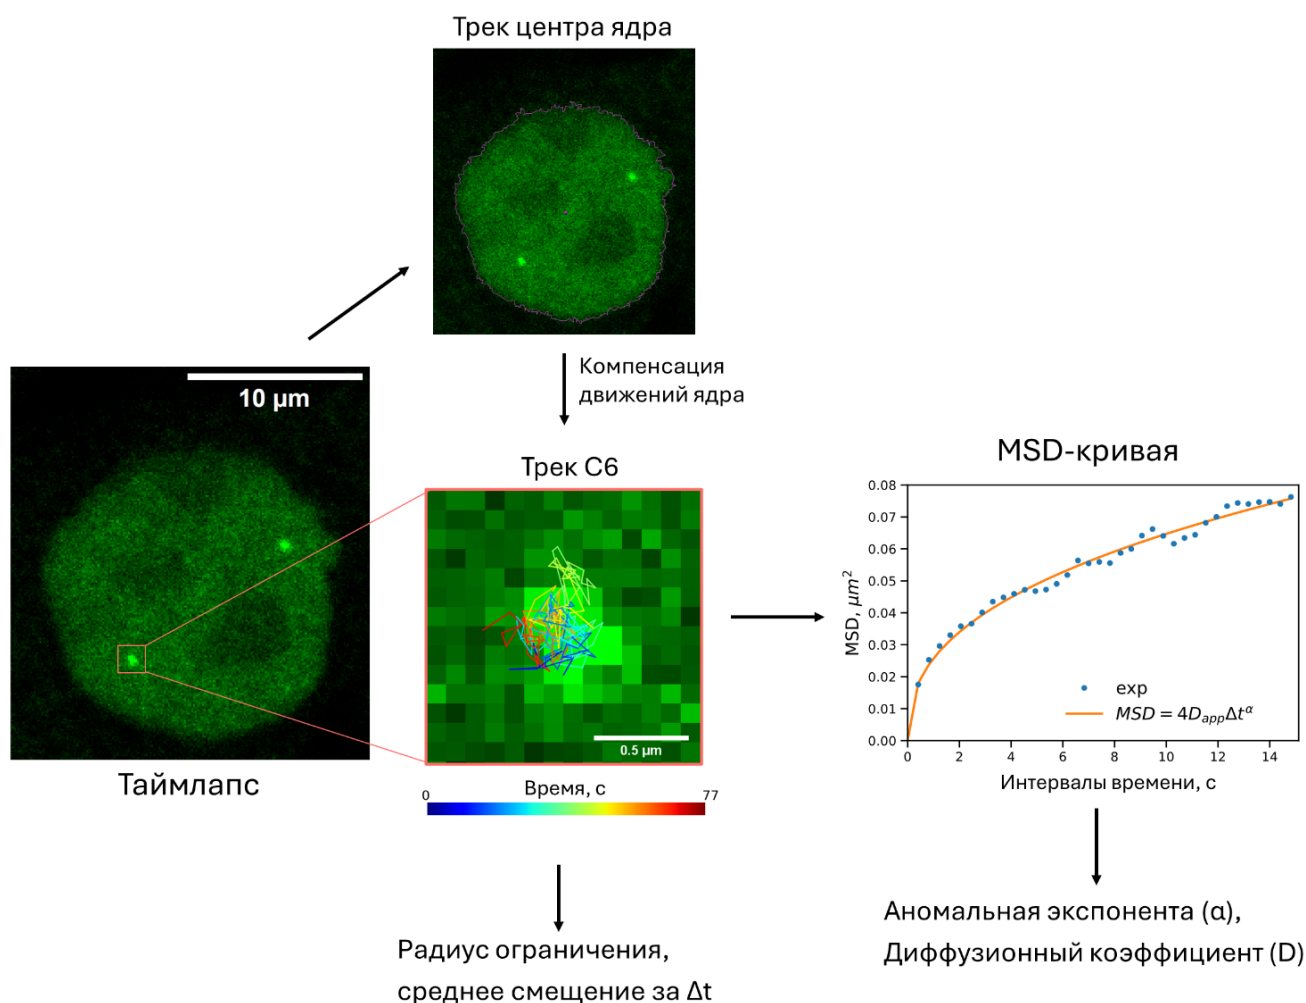 Трек центра ядра
Компенсация
движений ядра
10 µm
Таймлапс
Трек С6
0.5 µm
Время, с
0
77
Радиус ограничения,
среднее смещение за Δt
MSD-кривая
MSD, μm²
0.08
0.07
0.06
0.05
0.04
0.03
0.02
0.01
0.00
exp
MSD = 4D_appΔt^α
0 2 4 6 8 10 12 14
Интервалы времени, с
Аномальная экспонента (α),
Диффузионный коэффициент (D)